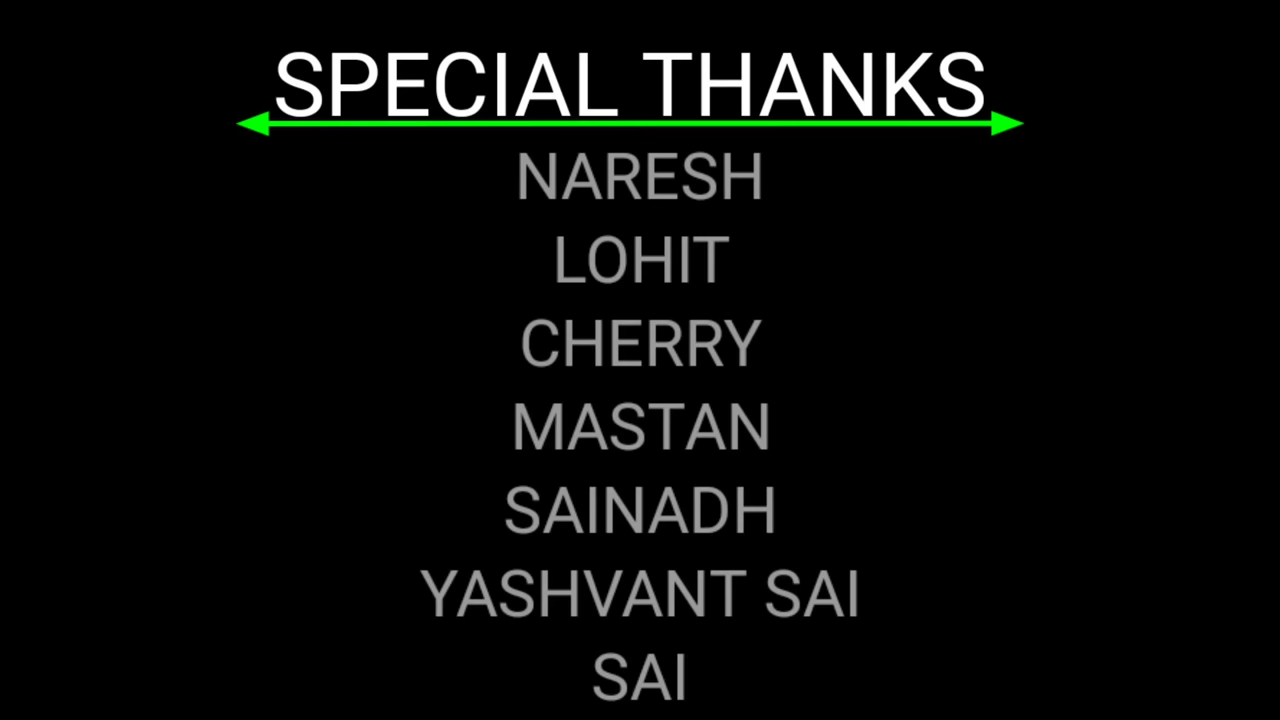 SPECIAL THANKS
NARESH
LOHIT
CHERRY
MASTAN
SAINADH
YASHVANT SAI
SAI